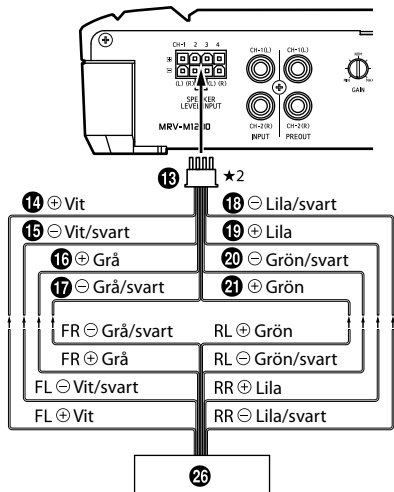 CH-1 2 3 4
CH-1(L) CH-1(L)
⊕
⊖
(L) (R) (L) (R)
SPEAKER
LEVEL INPUT
MIN MAX
GAIN
MRV-M1200
CH-2(R) CH-2(R)
INPUT PREOUT
13 ★2
14 ⊕ Vit
18 ⊖ Lila/svart
15 ⊖ Vit/svart
19 ⊕ Lila
16 ⊕ Grå
20 ⊖ Grön/svart
17 ⊖ Grå/svart
21 ⊕ Grön
FR ⊖ Grå/svart
RL ⊕ Grön
FR ⊕ Grå
RL ⊖ Grön/svart
FL ⊖ Vit/svart
RR ⊕ Lila
FL ⊕ Vit
RR ⊖ Lila/svart
26